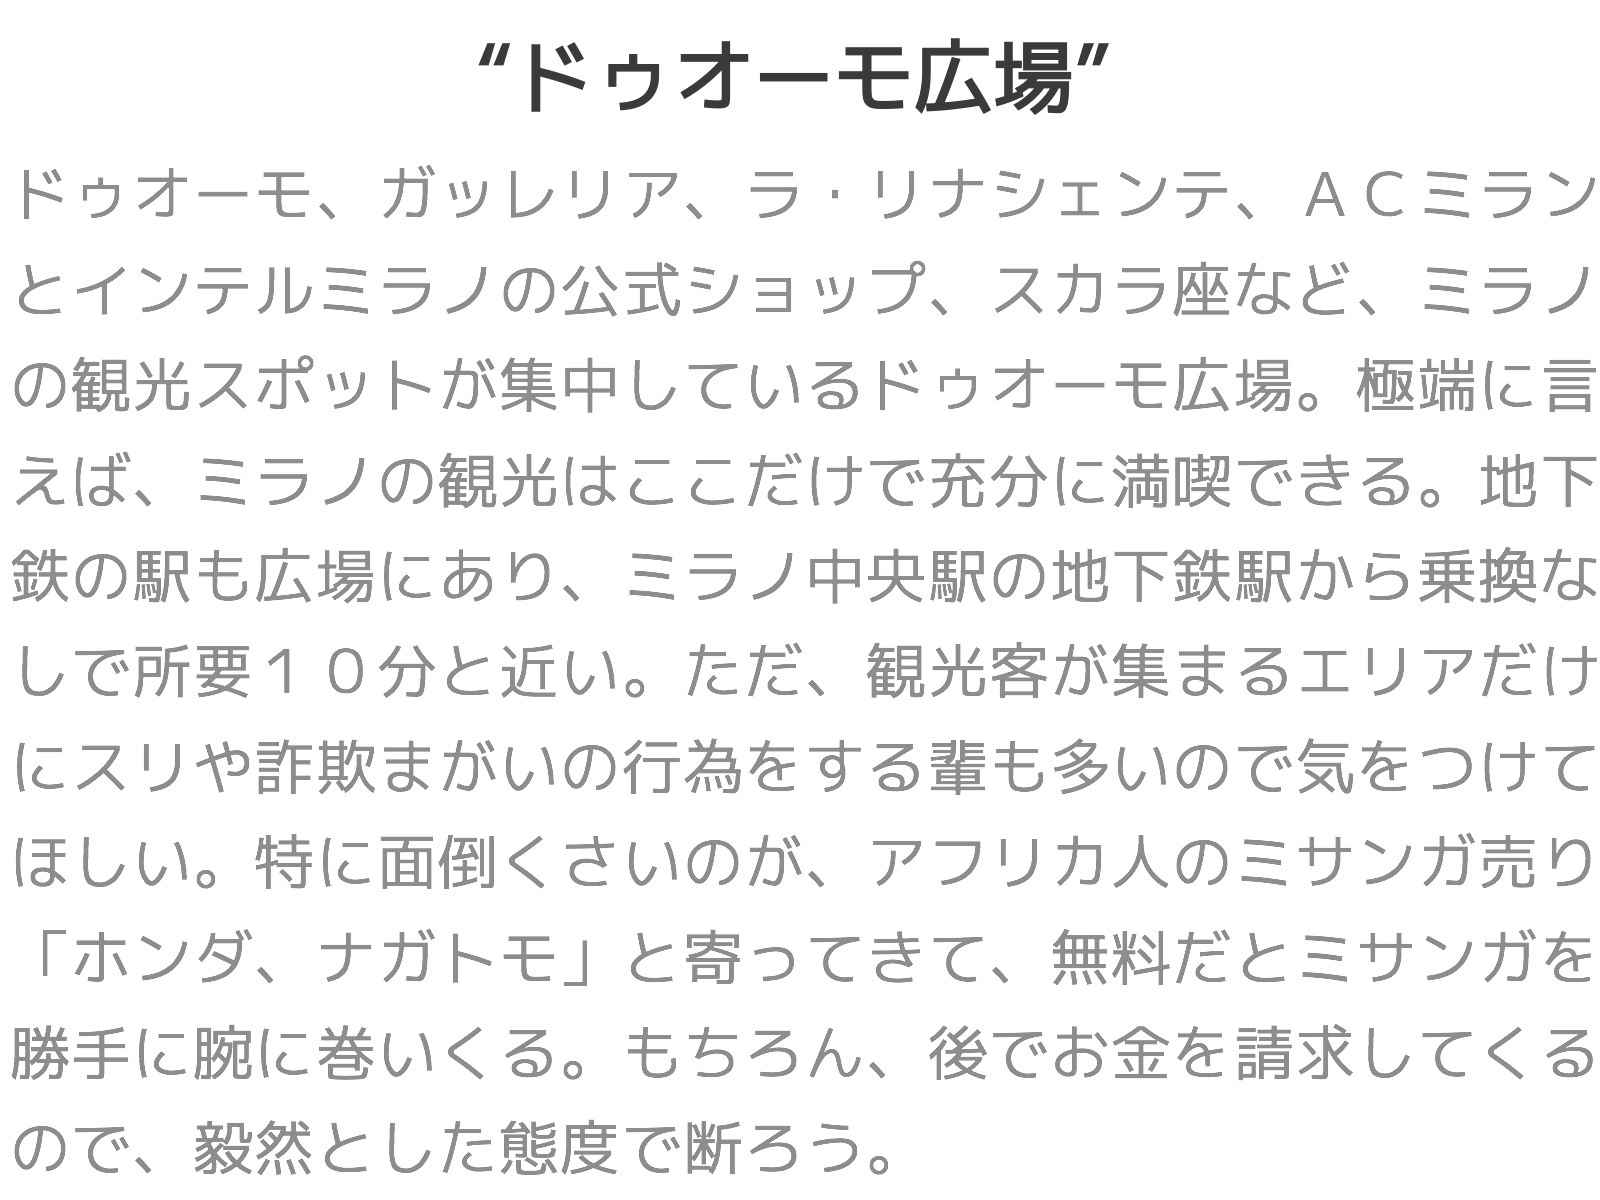 “ドゥオーモ広場”
ドゥオーモ、ガッレリア、ラ・リナシェンテ、ＡＣミラン
とインテルミラノの公式ショップ、スカラ座など、ミラノ
の観光スポットが集中しているドゥオーモ広場。極端に言
えば、ミラノの観光はここだけで充分に満喫できる。地下
鉄の駅も広場にあり、ミラノ中央駅の地下鉄駅から乗換な
しで所要１０分と近い。ただ、観光客が集まるエリアだけ
にスリや詐欺まがいの行為をする輩も多いので気をつけて
ほしい。特に面倒くさいのが、アフリカ人のミサンガ売り
「ホンダ、ナガトモ」と寄ってきて、無料だとミサンガを
勝手に腕に巻いくる。もちろん、後でお金を請求してくる
ので、毅然とした態度で断ろう。